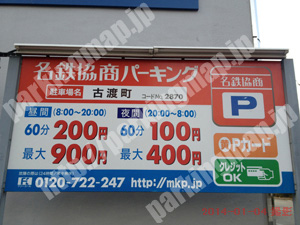 名鉄協商パーキング
駐車場名 古渡町 コードNo. 2870
名鉄協商
P
昼間 (8:00~20:00) 夜間 (20:00~8:00)
60分 200円 60分 100円
最大 900円 最大 400円
QPカード
クレジット
OK
0120-722-247 http://mkp.jp/
parkingmap.jp